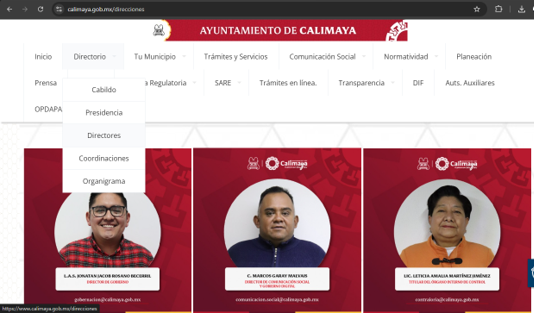 calimaya.gob.mx/direcciones
AYUNTAMIENTO DE CALIMAYA
Inicio Directorio Tu Municipio Trámites y Servicios Comunicación Social Normatividad Planeación
Prensa a Regulatoria SARE Trámites en línea. Transparencia DIF Auts. Auxiliares
OPDAPA
Cabildo
Presidencia
Directores
Coordinaciones
Organigrama
Calimaya Calimaya
L.A.S. JONATAN JACOB ROSANO BECERRIL
DIRECTOR DE GOBIERNO
gobernacion@calimaya.gob.mx
C. MARCOS GARAY MALVAIS
DIRECTOR DE COMUNICACIÓN SOCIAL
Y GOBIERNO DIGITAL
comunicacion.social@calimaya.gob.mx
LIC. LETICIA AMALIA MARTÍNEZ JIMÉNEZ
TITULAR DEL ÓRGANO INTERNO DE CONTROL
contraloria@calimaya.gob.mx
https://www.calimaya.gob.mx/direcciones